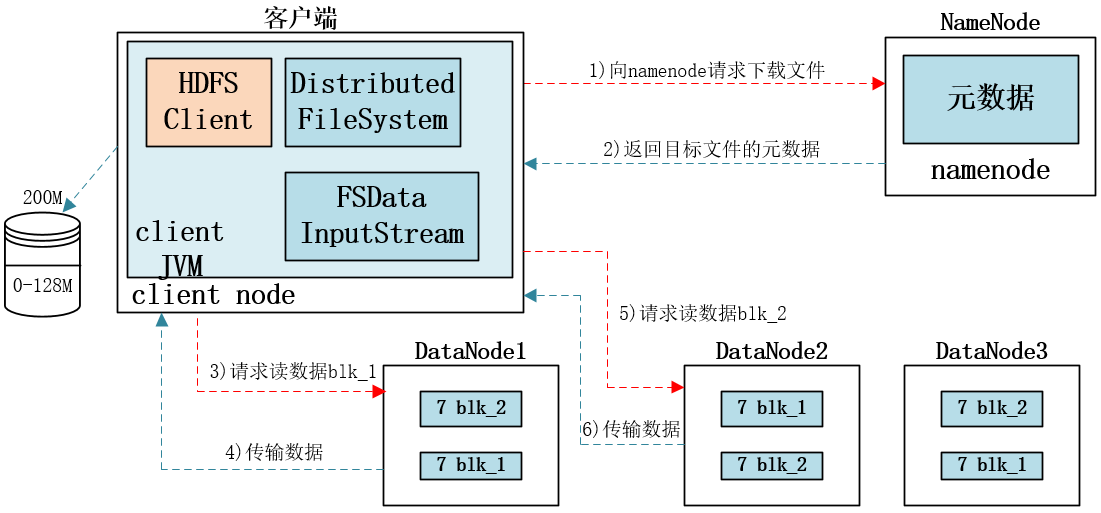 客户端
NameNode
HDFS
Client
Distributed
FileSystem
1)向namenode请求下载文件
元数据
2)返回目标文件的元数据
namenode
FSData
InputStream
200M
client
JVM
0-128M
client node
5)请求读数据blk_2
DataNode1
DataNode2
DataNode3
3)请求读数据blk_1
7 blk_2
7 blk_1
7 blk_2
6)传输数据
4)传输数据
7 blk_1
7 blk_2
7 blk_1